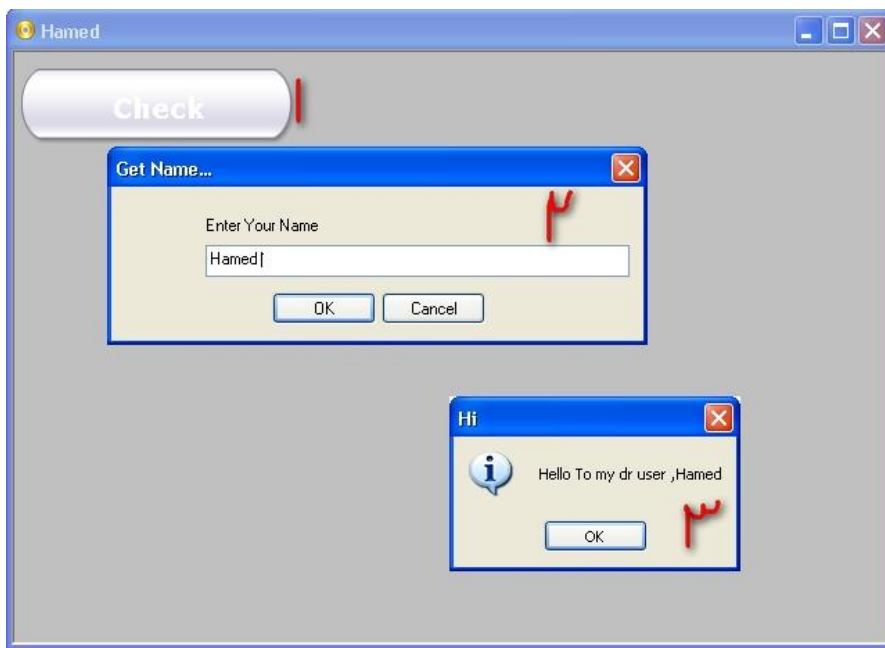 Hamed
Check
۱
Get Name...
۲
Enter Your Name
Hamed
OK Cancel
Hi
Hello To my dr user ,Hamed
OK
۳